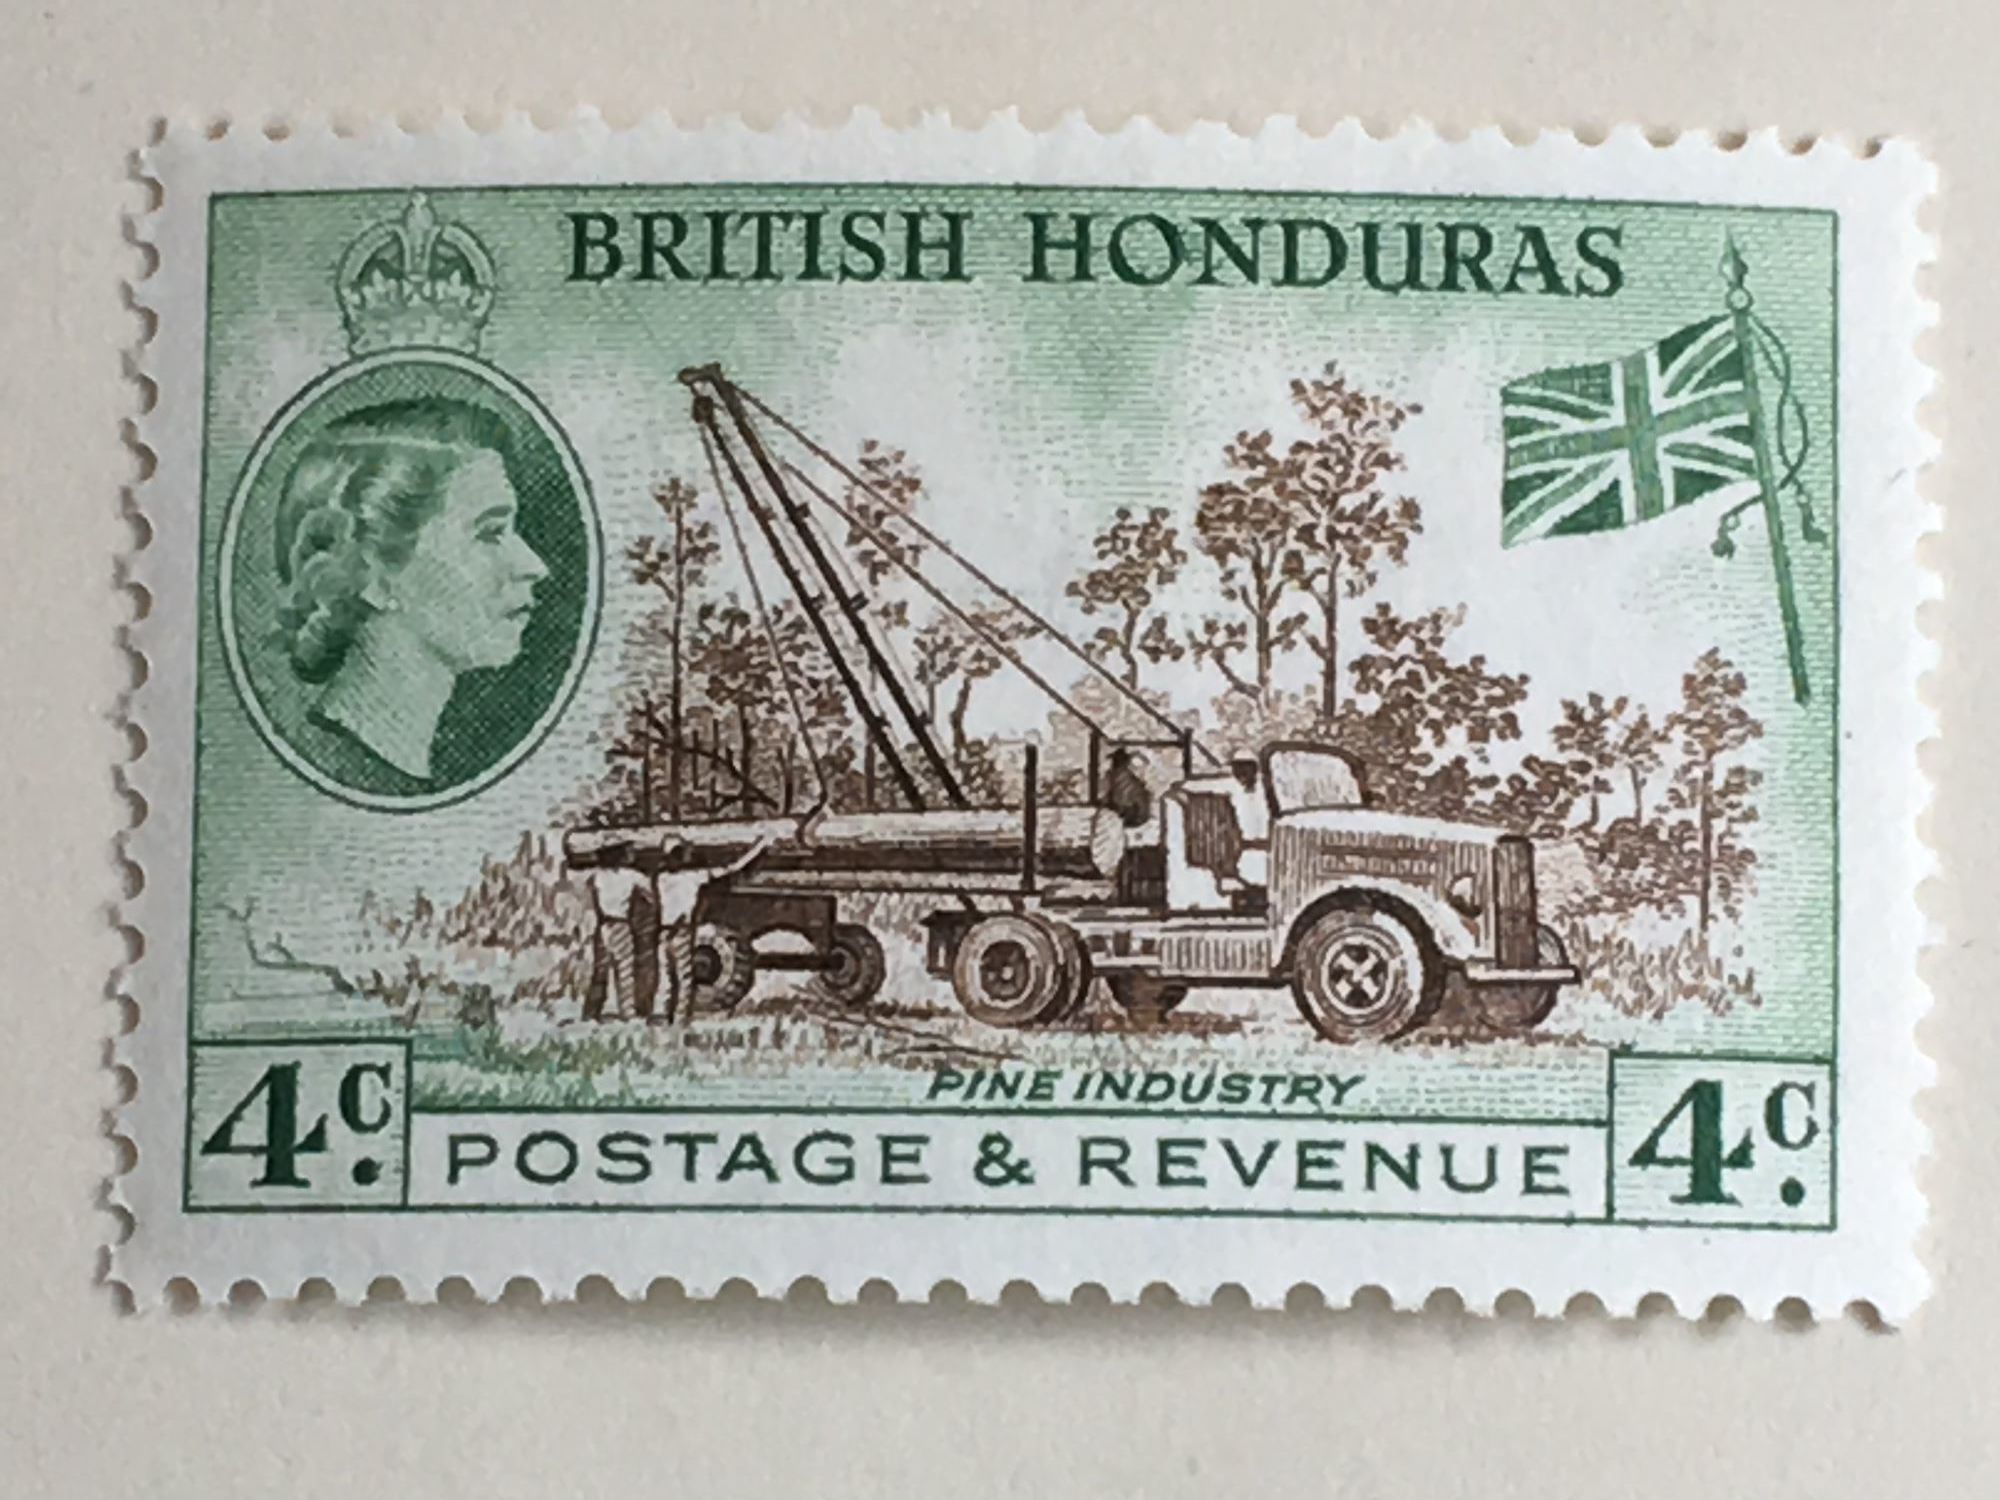 BRITISH HONDURAS
PINE INDUSTRY
4c.
POSTAGE & REVENUE
4c.